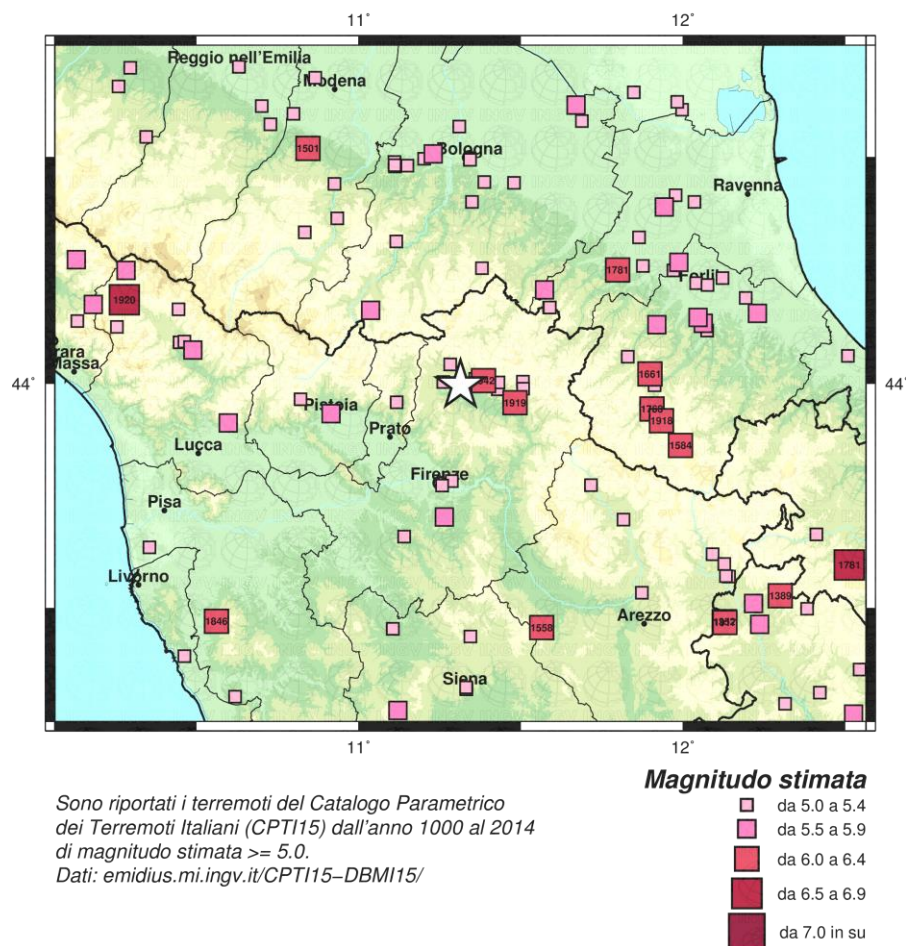 11°
12°
Reggio nell'Emilia
Modena
1501
Bologna
Ravenna
1781
Forlì
1920
Massa
44˚
44˚
1661
1919
Pistoia
Prato
1918
Lucca
1584
Firenze
Pisa
1781
Livorno
1389
Arezzo
1846
1558
Siena
11˚
12˚
Magnitudo stimata
Sono riportati i terremoti del Catalogo Parametrico
dei Terremoti Italiani (CPTI15) dall'anno 1000 al 2014
di magnitudo stimata >= 5.0.
Dati: emidius.mi.ingv.it/CPTI15−DBMI15/
da 5.0 a 5.4
da 5.5 a 5.9
da 6.0 a 6.4
da 6.5 a 6.9
da 7.0 in su